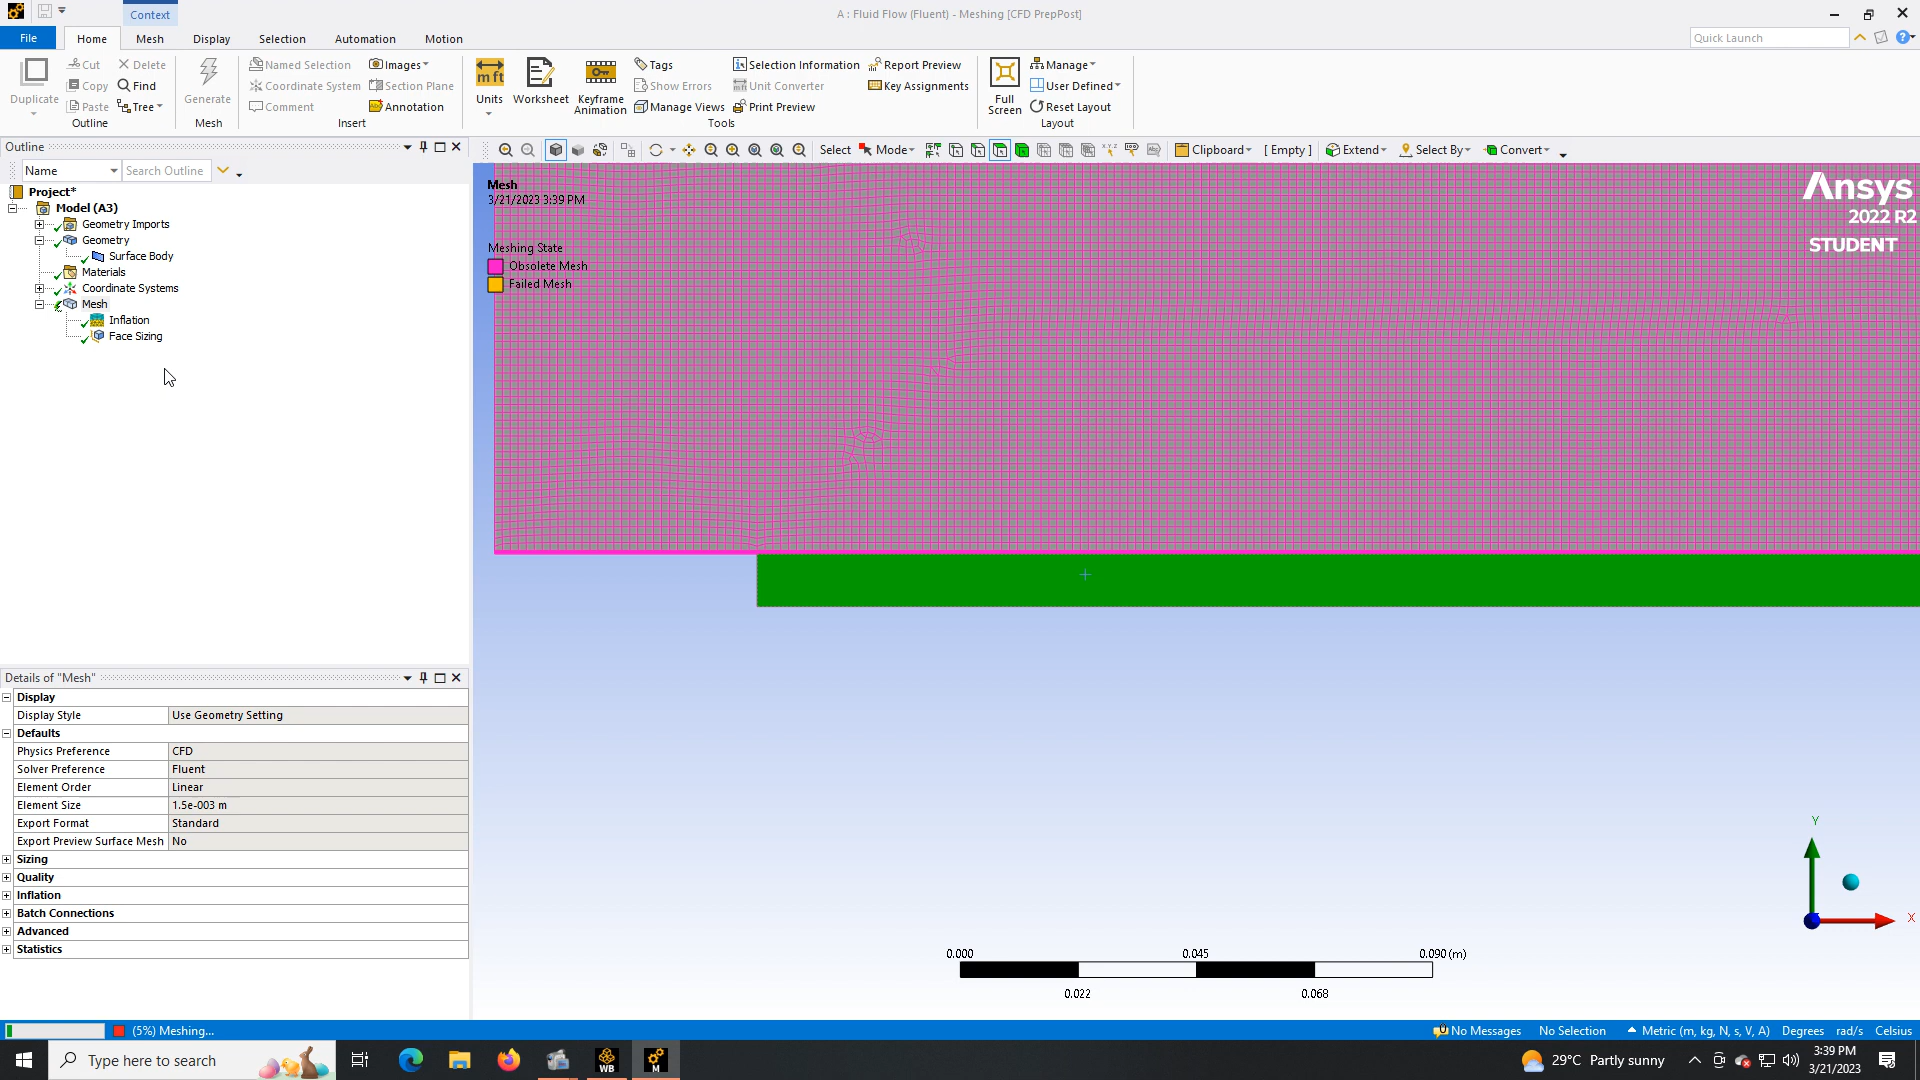 Context
A : Fluid Flow (Fluent) - Meshing [CFD PrepPost]
File
Home
Mesh
Display
Selection
Automation
Motion
Quick Launch
Duplicate
Cut
Copy
Paste
Delete
Find
Tree
Outline
Generate
Mesh
Named Selection
Coordinate System
Comment
Images
Section Plane
Annotation
Insert
Units
Worksheet
Keyframe
Animation
Tags
Show Errors
Manage Views
Selection Information
Unit Converter
Print Preview
Report Preview
Key Assignments
Tools
Full
Screen
Manage
User Defined
Reset Layout
Layout
Outline
Name
Search Outline
Select
Mode
Clipboard
[ Empty ]
Extend
Select By
Convert
Project*
Model (A3)
Geometry Imports
Geometry
Surface Body
Materials
Coordinate Systems
Mesh
Inflation
Face Sizing
Mesh
3/21/2023 3:39 PM
Meshing State
Obsolete Mesh
Failed Mesh
Ansys
2022 R2
STUDENT
Details of "Mesh"
Display
Display Style Use Geometry Setting
Defaults
Physics Preference CFD
Solver Preference Fluent
Element Order Linear
Element Size 1.5e-003 m
Export Format Standard
Export Preview Surface Mesh No
Sizing
Quality
Inflation
Batch Connections
Advanced
Statistics
Y
X
0.000 0.045 0.090 (m)
0.022 0.068
(5%) Meshing...
No Messages
No Selection
Metric (m, kg, N, s, V, A)
Degrees
rad/s
Celsius
Type here to search
WB
M
29°C Partly sunny
3:39 PM
3/21/2023